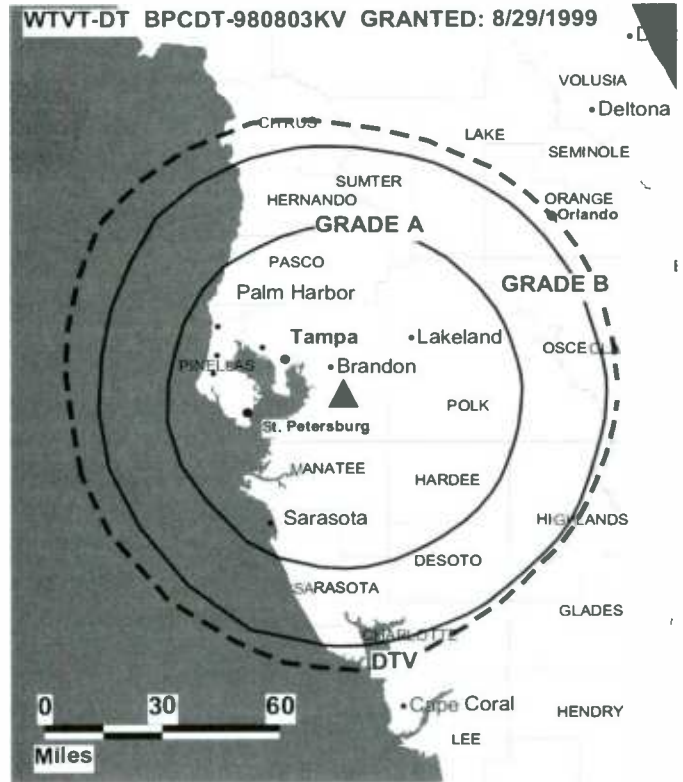 WTVT-DT BPCDT-980803KV GRANTED: 8/29/1999
VOLUSIA
Deltona
CITRUS
LAKE
SEMINOLE
SUMTER
HERNANDO
ORANGE
Orlando
GRADE A
PASCO
GRADE B
Palm Harbor
Tampa
Lakeland
OSCEOLA
PINELLAS
Brandon
POLK
St. Petersburg
MANATEE
HARDEE
Sarasota
HIGHLANDS
DESOTO
SARASOTA
GLADES
CHARLOTTE
DTV
0 30 60
Cape Coral
HENDRY
LEE
Miles